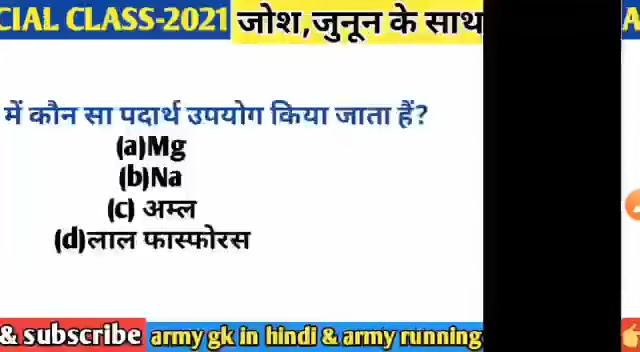 CIAL CLASS-2021 जोश,जुनून के साथ
में कौन सा पदार्थ उपयोग किया जाता हैं?
(a)Mg
(b)Na
(c) अम्ल
(d)लाल फास्फोरस
& subscribe army gk in hindi & army running
A